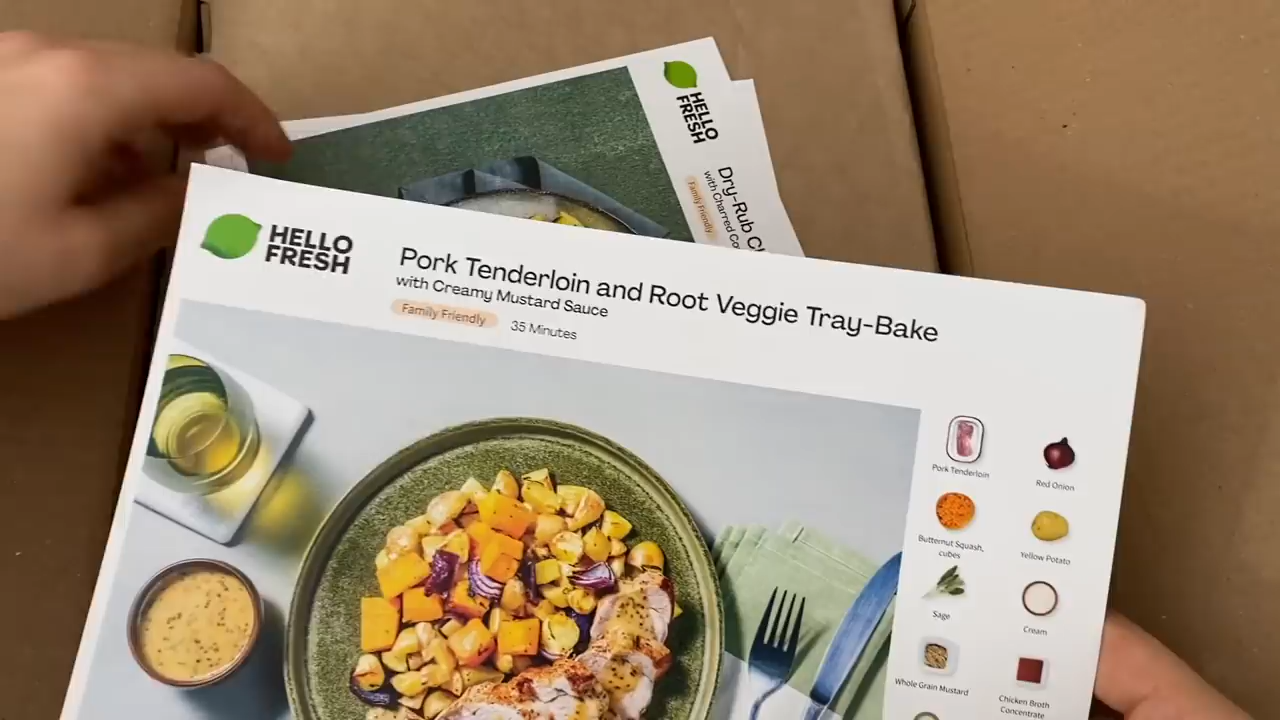 HELLO
FRESH
Dry-Rub
with Charred
Family Friendly
HELLO
FRESH
Pork Tenderloin and Root Veggie Tray-Bake
with Creamy Mustard Sauce
Family Friendly
35 Minutes
Pork Tenderloin
Red Onion
Butternut Squash,
cubes
Yellow Potato
Sage
Cream
Whole Grain Mustard
Chicken Broth
Concentrate